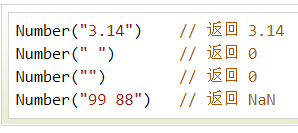 Number("3.14")    // 返回 3.14
Number(" ")       // 返回 0
Number("")        // 返回 0
Number("99 88")   // 返回 NaN